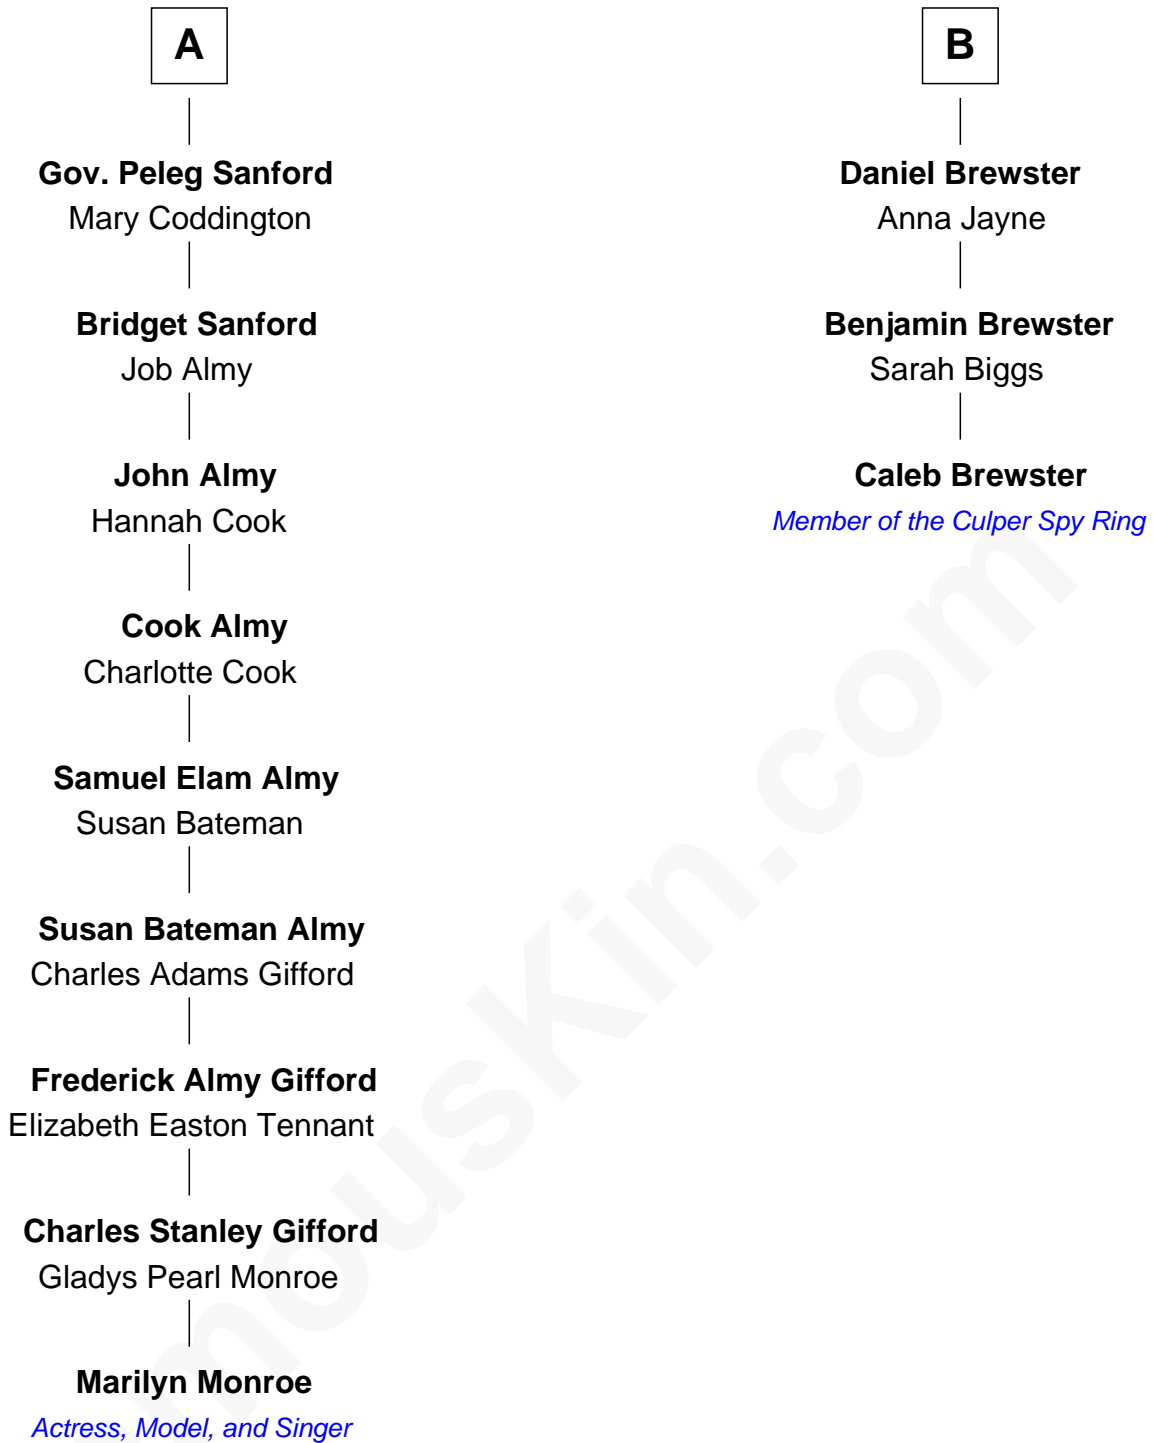 A
Gov. Peleg Sanford
Mary Coddington
Bridget Sanford
Job Almy
John Almy
Hannah Cook
Cook Almy
Charlotte Cook
Samuel Elam Almy
Susan Bateman
Susan Bateman Almy
Charles Adams Gifford
Frederick Almy Gifford
Elizabeth Easton Tennant
Charles Stanley Gifford
Gladys Pearl Monroe
Marilyn Monroe
Actress, Model, and Singer
B
Daniel Brewster
Anna Jayne
Benjamin Brewster
Sarah Biggs
Caleb Brewster
Member of the Culper Spy Ring
mousKin.com